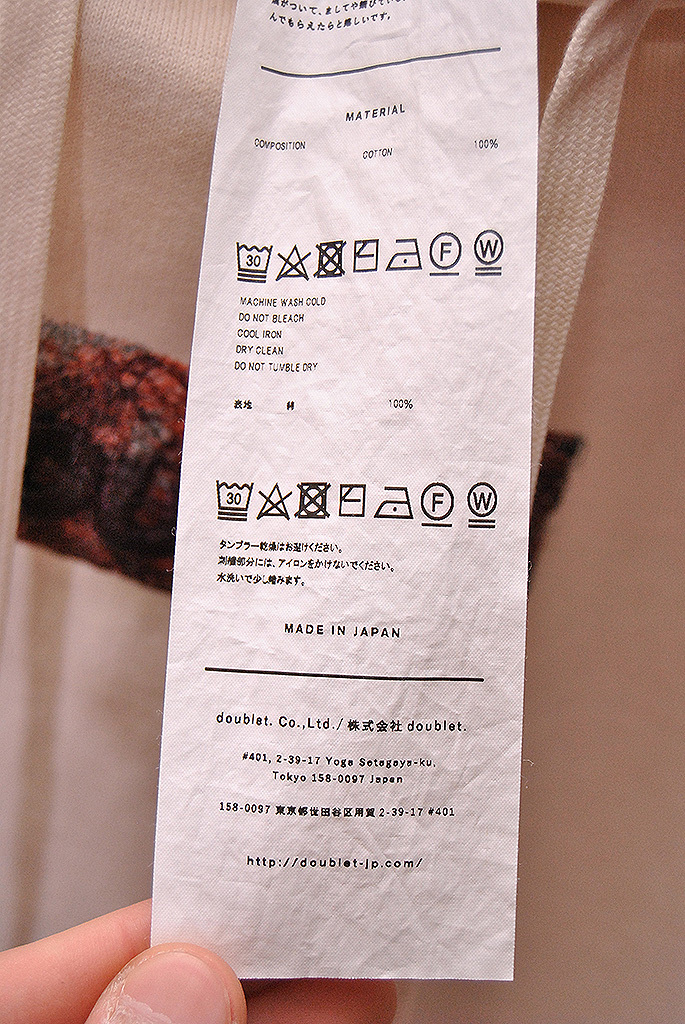 んでもらえたらと嬉しいです。
MATERIAL
COMPOSITION COTTON 100%
30 F W
MACHINE WASH COLD
DO NOT BLEACH
COOL IRON
DRY CLEAN
DO NOT TUMBLE DRY
表地 綿 100%
30 F W
タンブラー乾燥はお避けください。
刺繍部分には、アイロンをかけないでください。
水洗いで少し縮みます。
MADE IN JAPAN
doublet. Co.,Ltd./ 株式会社 doublet.
#401, 2-39-17 Yoga Setagaya-ku,
Tokyo 158-0097 Japan
158-0097 東京都世田谷区用賀 2-39-17 #401
http://doublet-jp.com/